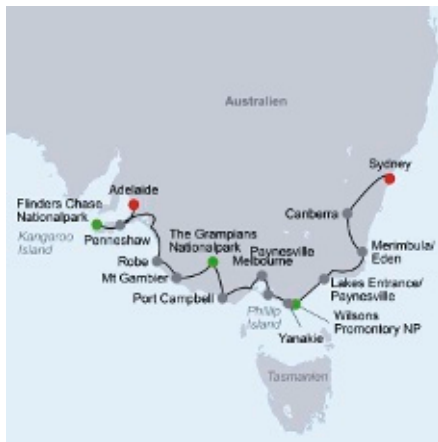 Australien
Sydney
Adelaide
Flinders Chase
Nationalpark
Canberra
Kangaroo
Island
Penneshaw
The Grampians
Nationalpark
Paynesville
Melbourne
Merimbula/
Eden
Robe
Mt Gambier
Lakes Entrance/
Paynesville
Port Campbell
Phillip
Island
Wilsons
Promontory NP
Yanakie
Tasmanien